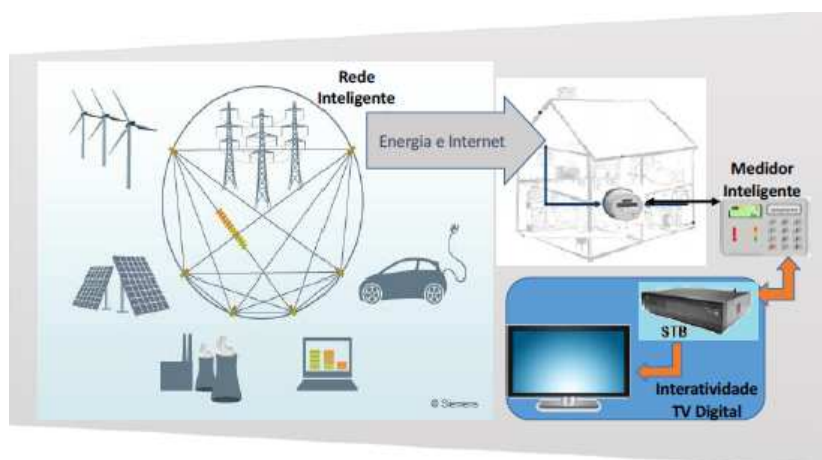 Rede
Inteligente
Energia e Internet
Medidor
Inteligente
STB
Interatividade
TV Digital
© Siemens